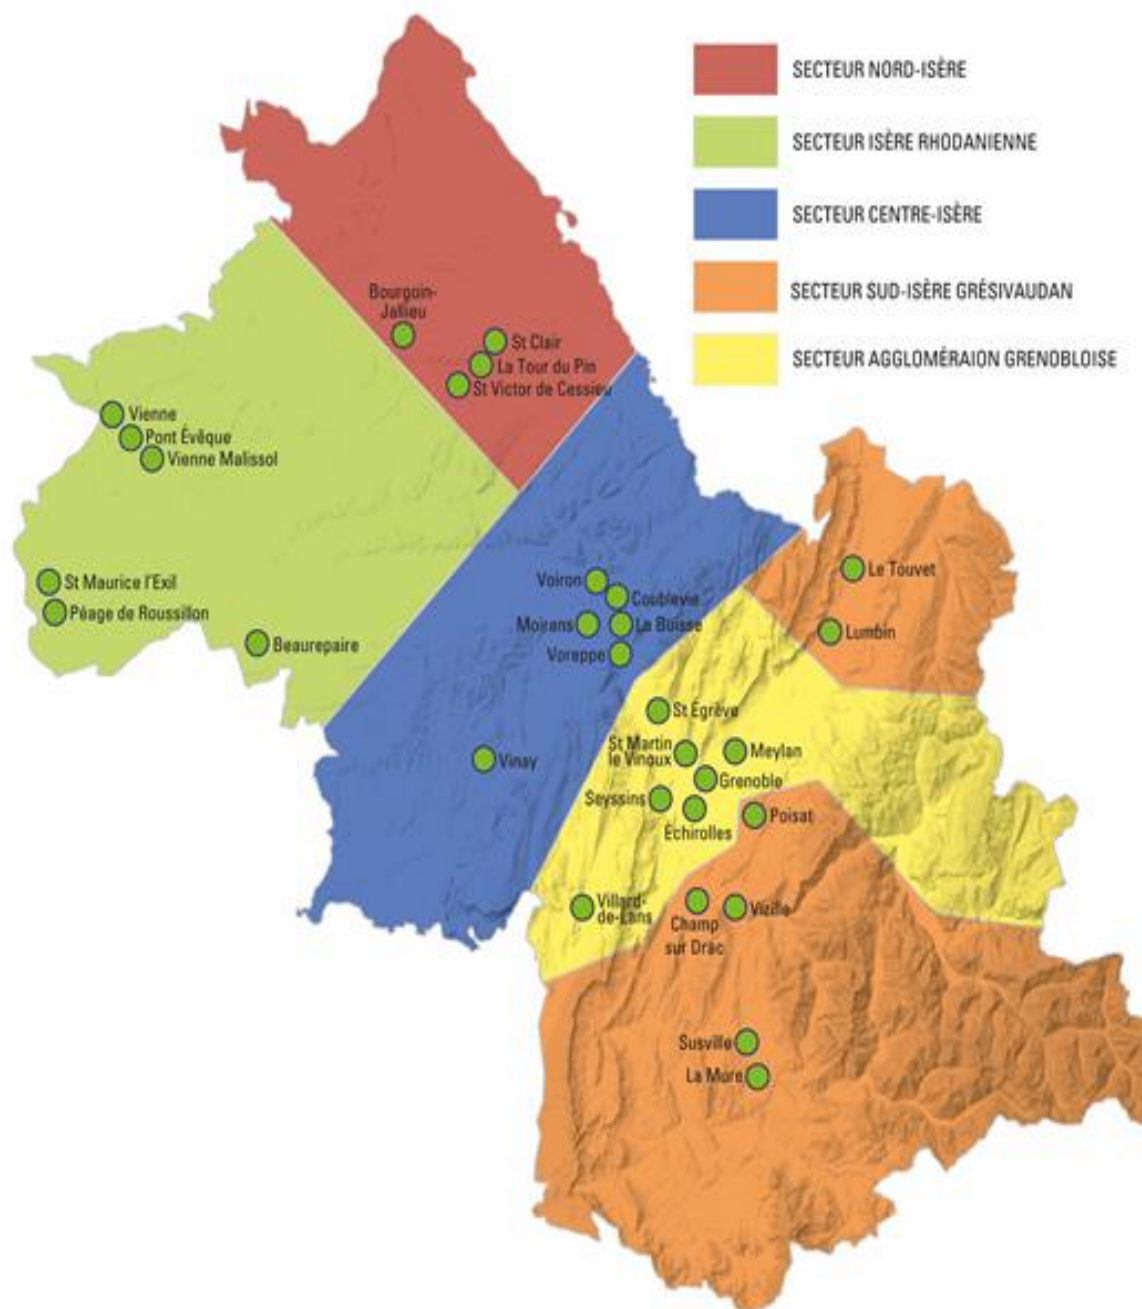 SECTEUR NORD-ISÈRE
SECTEUR ISÈRE RHODANIENNE
SECTEUR CENTRE-ISÈRE
SECTEUR SUD-ISÈRE GRÉSIVAUDAN
SECTEUR AGGLOMÉRAION GRENOBLOISE
Bourgoin-
Jallieu
St Clair
La Tour du Pin
St Victor de Cessieu
Vienne
Pont Évêque
Vienne Malissol
St Maurice l'Exil
Péage de Roussillon
Beaurepaire
Voiron
Coublevie
Moirans
La Buisse
Voreppe
Vinay
Le Touvet
Lumbin
St Égrève
St Martin
le Vinoux
Meylan
Grenoble
Seyssins
Échirolles
Poisat
Villard-
de-Lans
Champ
sur Drac
Vizille
Susville
La Mure